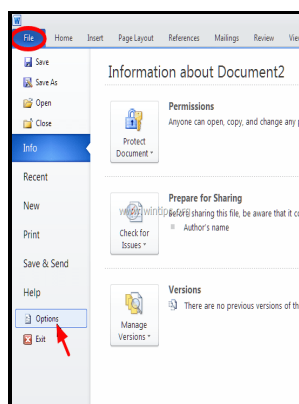 W
File Home Insert Page Layout References Mailings Review Vie
Save
Save As
Open
Close
Info
Recent
New
Print
Save & Send
Help
Options
Exit
Information about Document2
Permissions
Anyone can open, copy, and change any p
Protect
Document
Prepare for Sharing
Before sharing this file, be aware that it co
Author's name
Check for
Issues
Versions
There are no previous versions of th
Manage
Versions